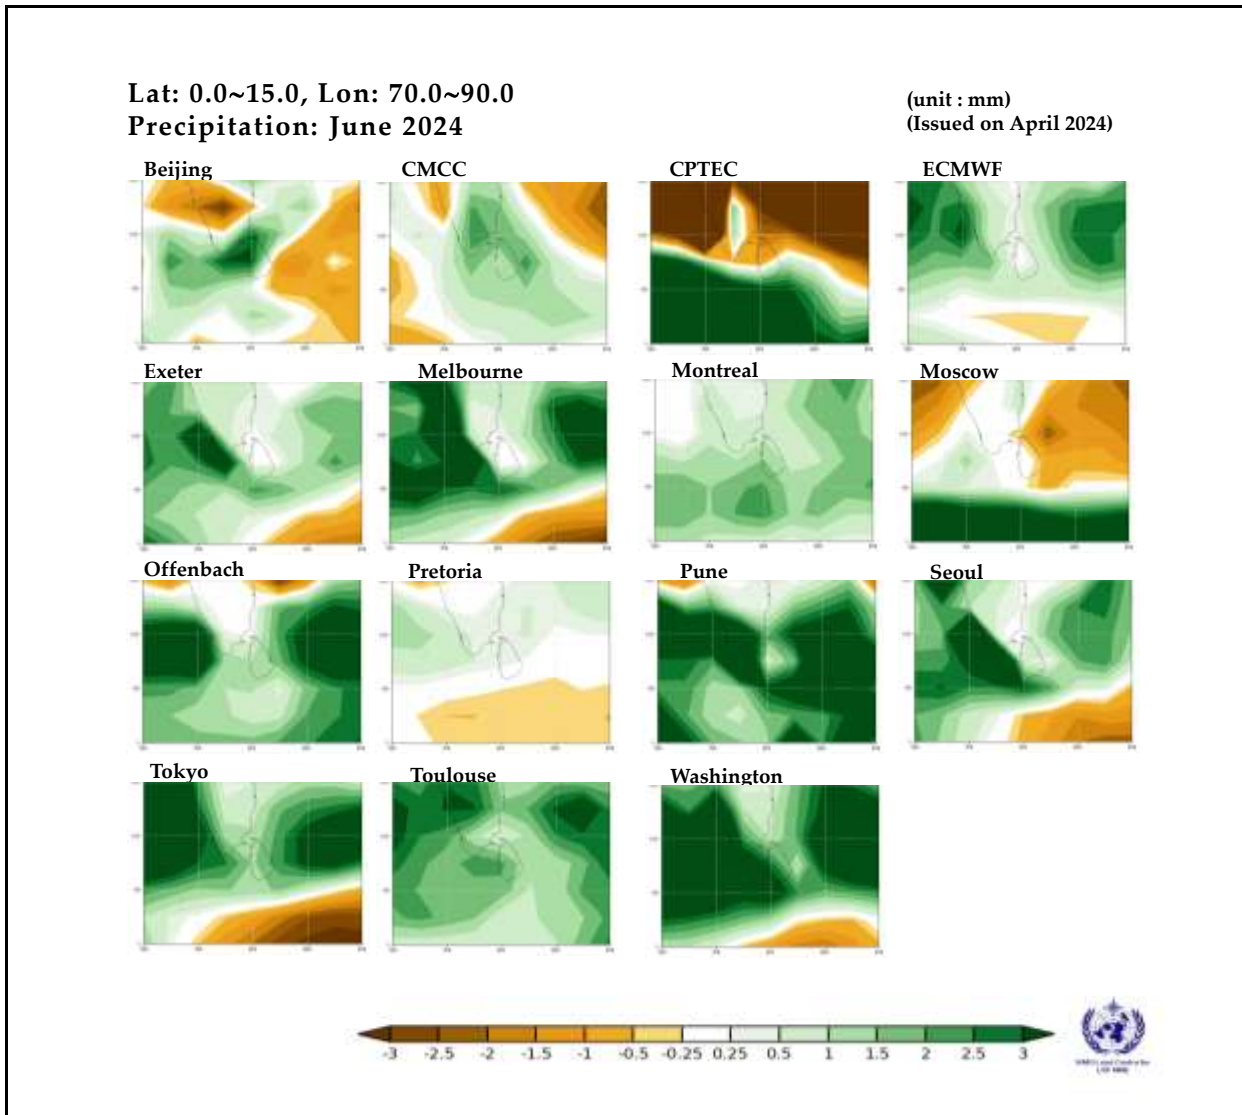 Lat: 0.0~15.0, Lon: 70.0~90.0
Precipitation: June 2024
(unit : mm)
(Issued on April 2024)
Beijing
CMCC
CPTEC
ECMWF
Exeter
Melbourne
Montreal
Moscow
Offenbach
Pretoria
Pune
Seoul
Tokyo
Toulouse
Washington
-3 -2.5 -2 -1.5 -1 -0.5 -0.25 0.25 0.5 1 1.5 2 2.5 3